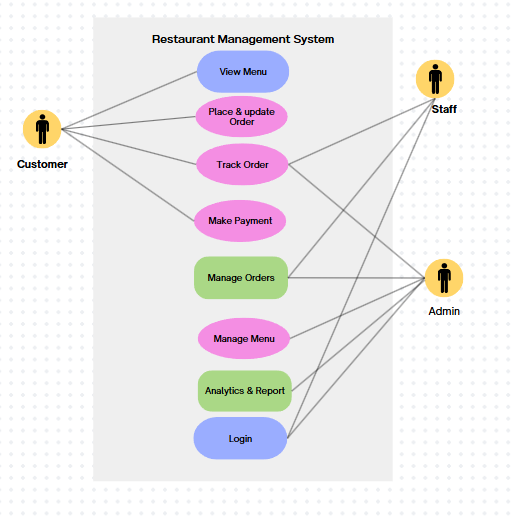 Restaurant Management System
View Menu
Place & update
Order
Staff
Customer
Track Order
Make Payment
Manage Orders
Admin
Manage Menu
Analytics & Report
Login